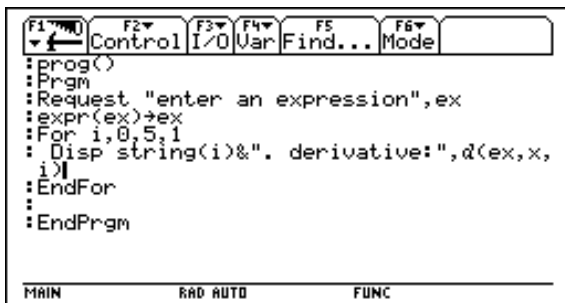 F1 F2 F3 F4 F5 F6
Control I/O Var Find... Mode
:prog()
:Prgm
:Request "enter an expression",ex
:expr(ex)→ex
:For i,0,5,1
: Disp string(i)&". derivative:",d(ex,x,
i)
:EndFor
:
:EndPrgm
MAIN RAD AUTO FUNC